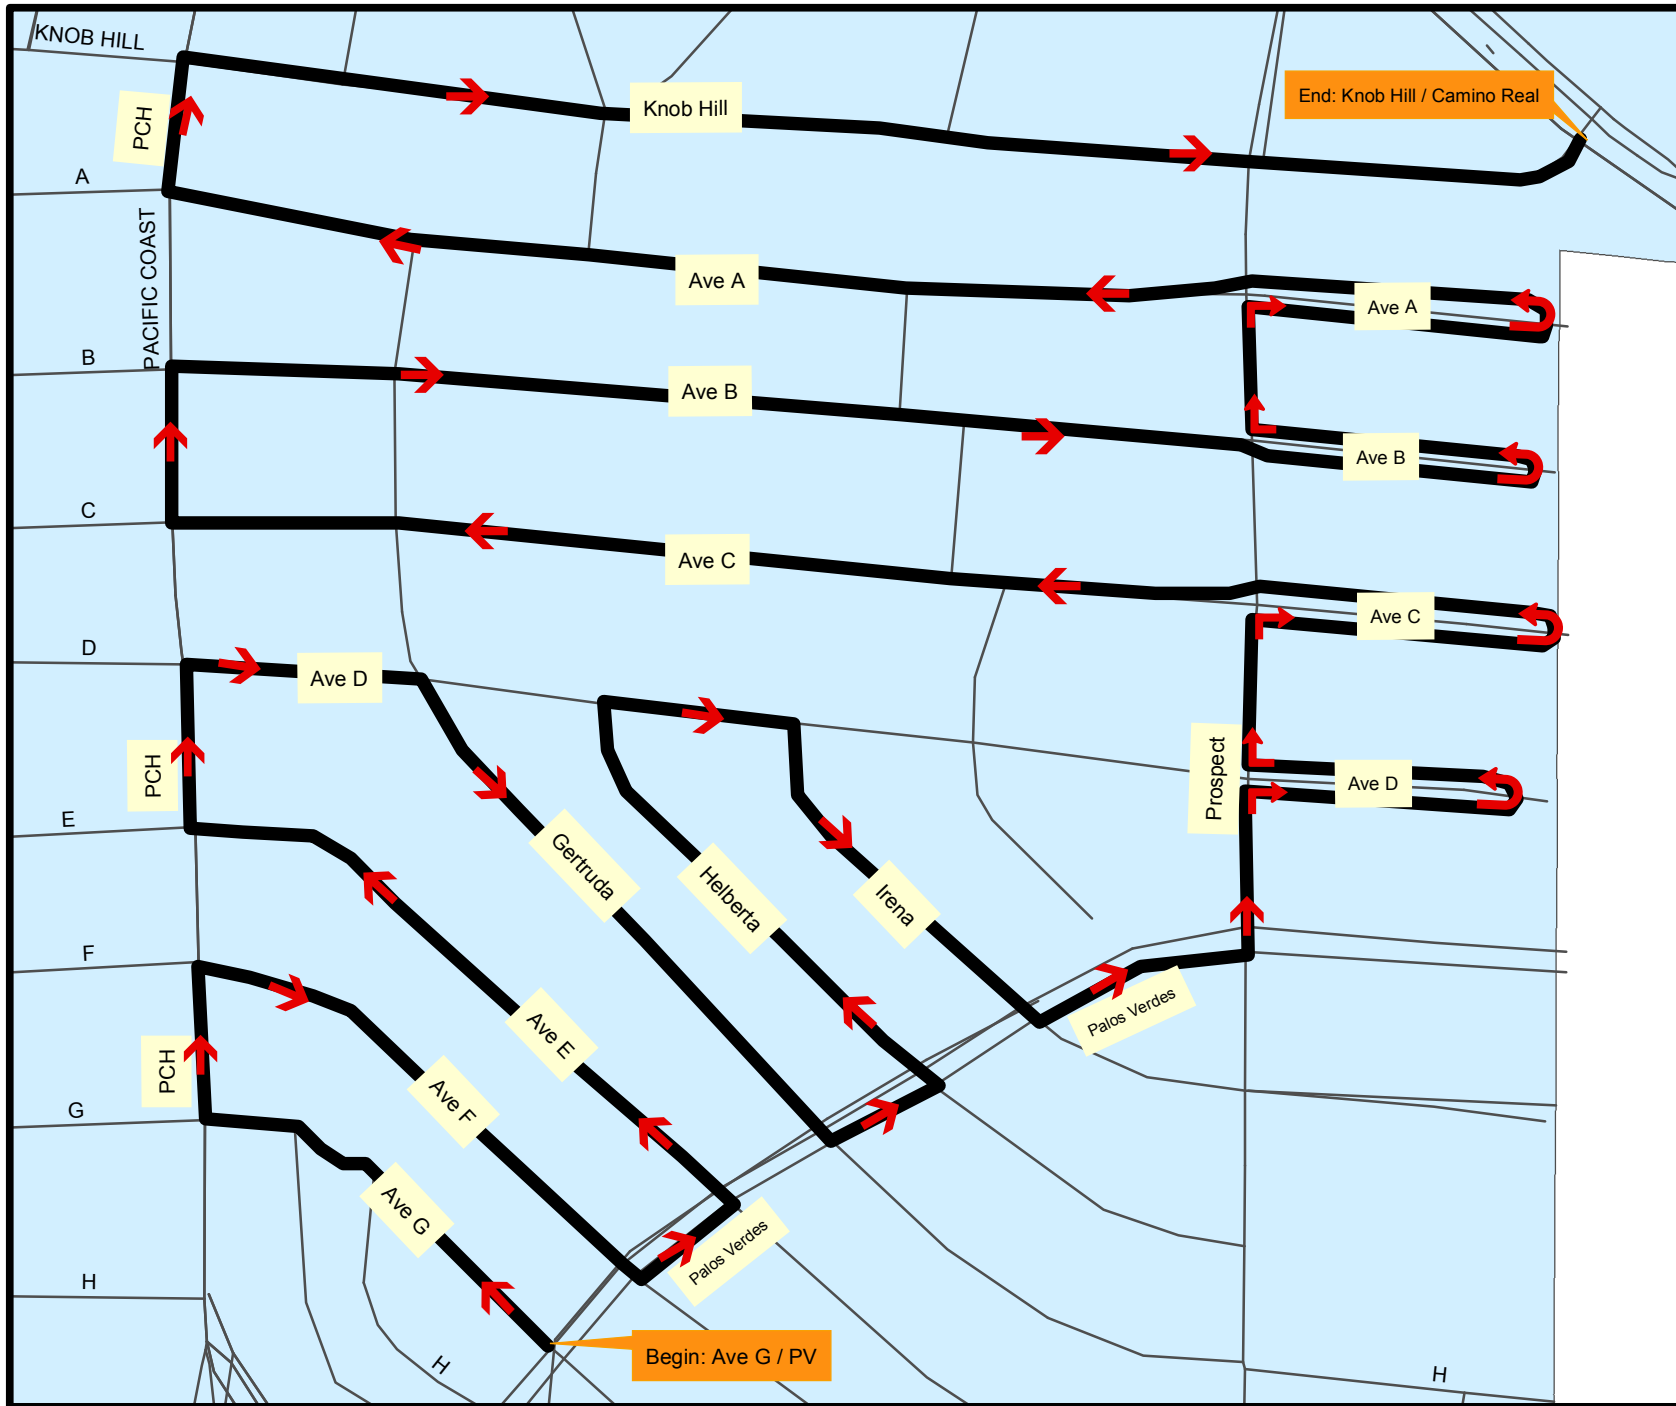 KNOB HILL
End: Knob Hill / Camino Real
Knob Hill
PCH
A
PACIFIC COAST
Ave A
Ave A
B
Ave B
Ave B
C
Ave C
Ave C
D
Ave D
Prospect
Ave D
PCH
E
Gertruda
Helberta
Irena
F
Palos Verdes
Ave E
PCH
Ave F
G
Ave G
Palos Verdes
H
Begin: Ave G / PV
H
H